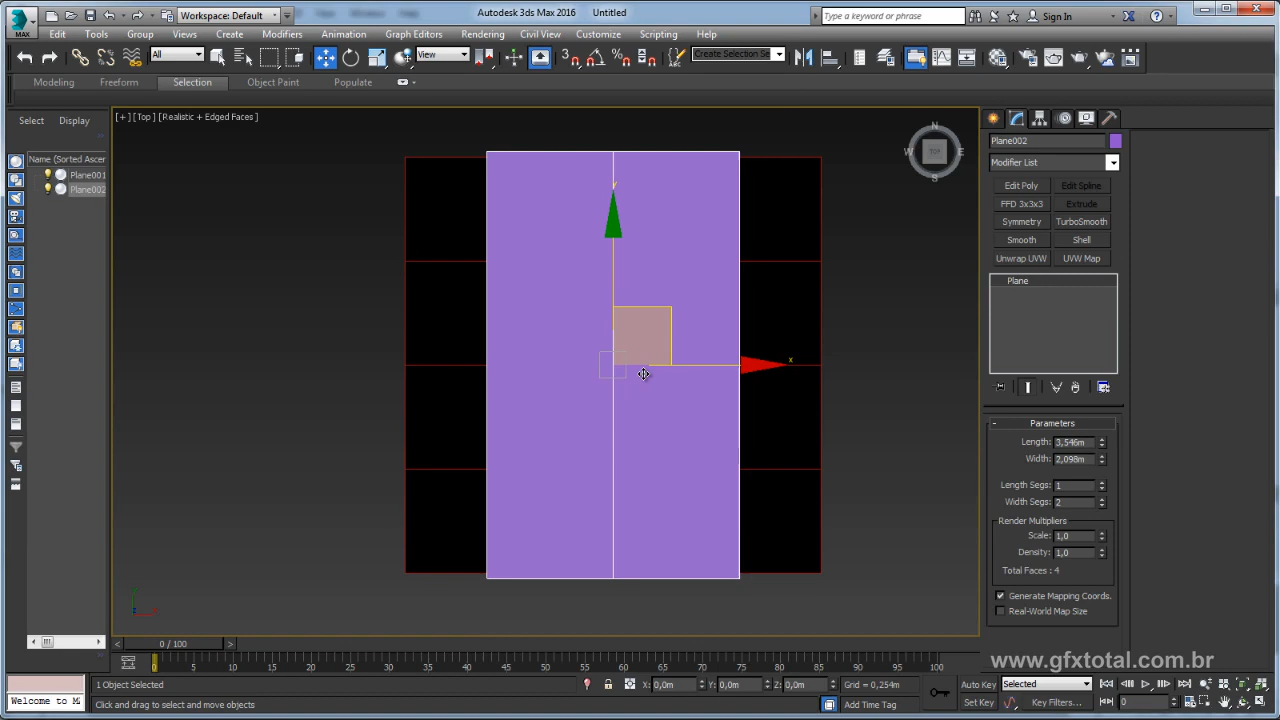 Workspace: Default
Autodesk 3ds Max 2016
Untitled
Type a keyword or phrase
Sign In
MAX
Edit
Tools
Group
Views
Create
Modifiers
Animation
Graph Editors
Rendering
Civil View
Customize
Scripting
Help
All
View
Create Selection Se
Modeling
Freeform
Selection
Object Paint
Populate
Select
Display
[+] [Top] [Realistic + Edged Faces]
Name (Sorted Ascen
Plane001
Plane002
N
W
TOP
E
S
y
x
Plane002
Modifier List
Edit Poly
Edit Spline
FFD 3x3x3
Extrude
Symmetry
TurboSmooth
Smooth
Shell
Unwrap UVW
UVW Map
Plane
- Parameters
Length: 3,546m
Width: 2,098m
Length Segs: 1
Width Segs: 2
Render Multipliers
Scale: 1,0
Density: 1,0
Total Faces : 4
Generate Mapping Coords.
Real-World Map Size
< 0 / 100 >
0 5 10 15 20 25 30 35 40 45 50 55 60 65 70 75 80 85 90 95 100
www.gfxtotal.com.br
1 Object Selected
X: 0,0m
Y: 0,0m
Z: 0,0m
Grid = 0,254m
Auto Key
Selected
Welcome to M
Click and drag to select and move objects
Add Time Tag
Set Key
Key Filters...
0